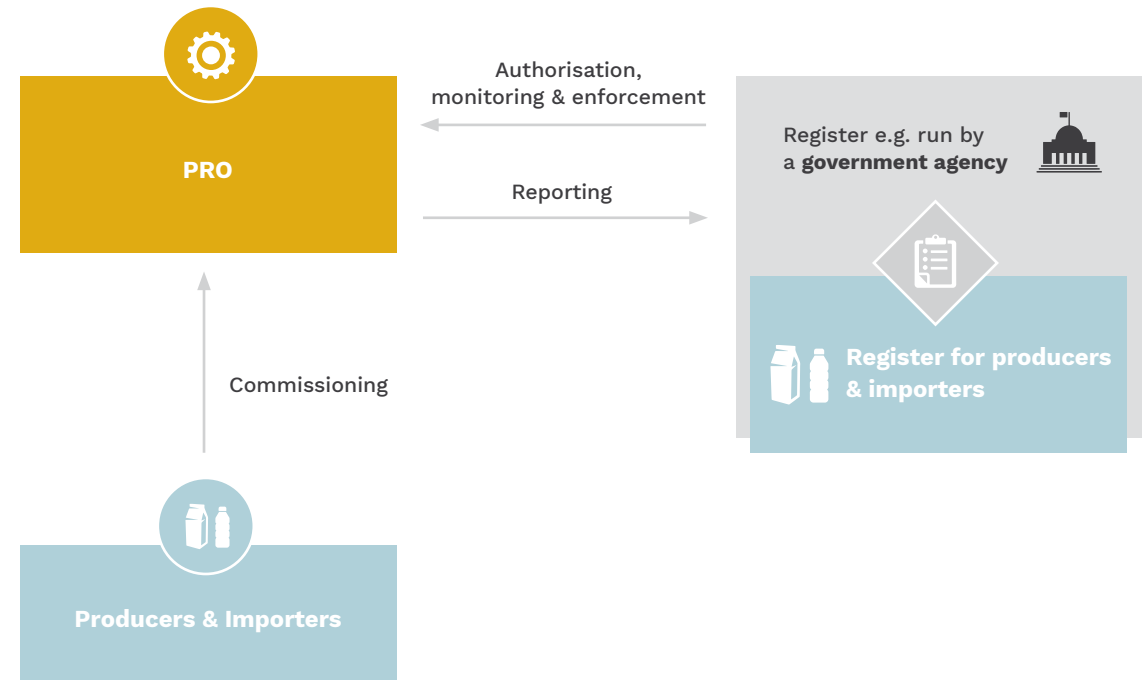 Authorisation,
monitoring & enforcement
PRO
Reporting
Register e.g. run by
a government agency
Register for producers
& importers
Commissioning
Producers & Importers